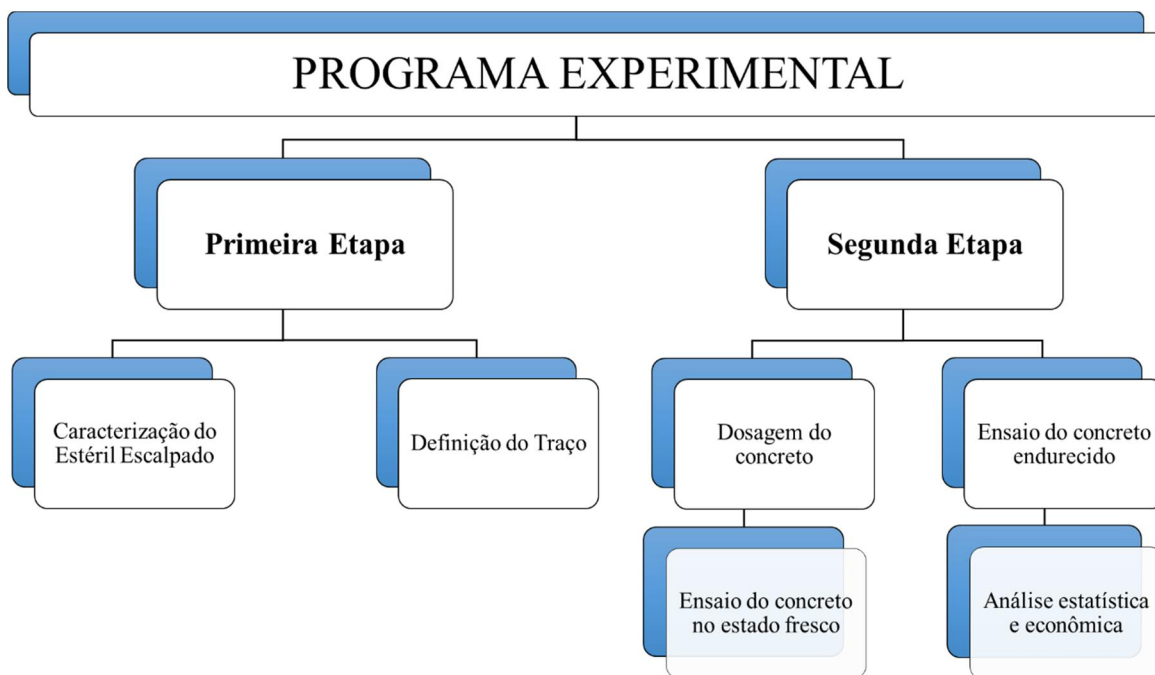 PROGRAMA EXPERIMENTAL
Primeira Etapa
Segunda Etapa
Caracterização do
Estéril Escalpado
Definição do Traço
Dosagem do
concreto
Ensaio do concreto
endurecido
Ensaio do concreto
no estado fresco
Análise estatística
e econômica